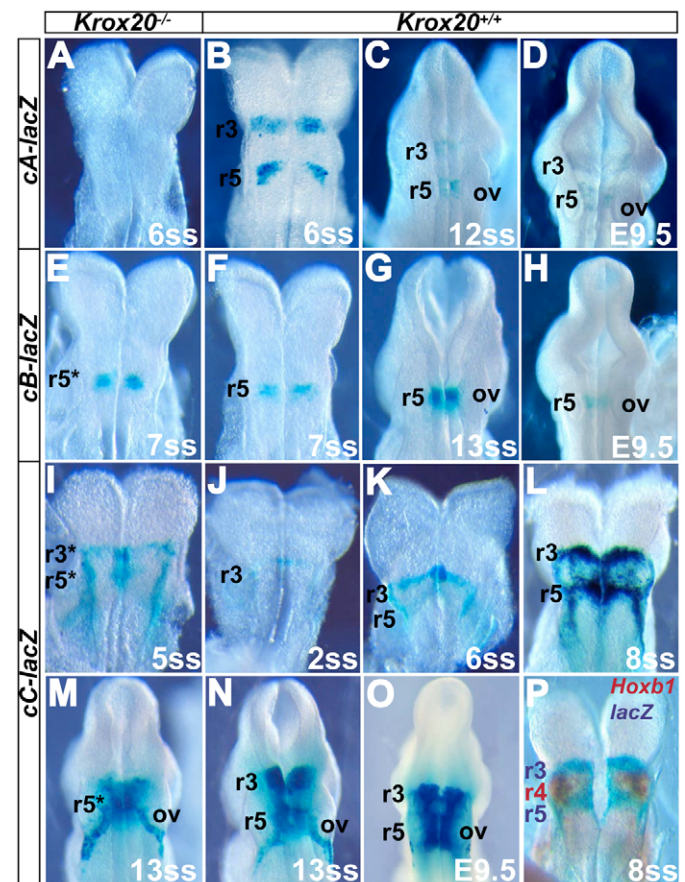 Krox20-/-
Krox20+/+
cA-lacZ
A
6ss
B
r3
r5
6ss
C
r3
r5
ov
12ss
D
r3
r5
ov
E9.5
cB-lacZ
E
r5*
7ss
F
r5
7ss
G
r5
ov
13ss
H
r5
ov
E9.5
cC-lacZ
I
r3*
r5*
5ss
J
r3
2ss
K
r3
r5
6ss
L
r3
r5
8ss
M
r5*
ov
13ss
N
r3
r5
ov
13ss
O
r3
r5
ov
E9.5
P
Hoxb1
lacZ
r3
r4
r5
8ss